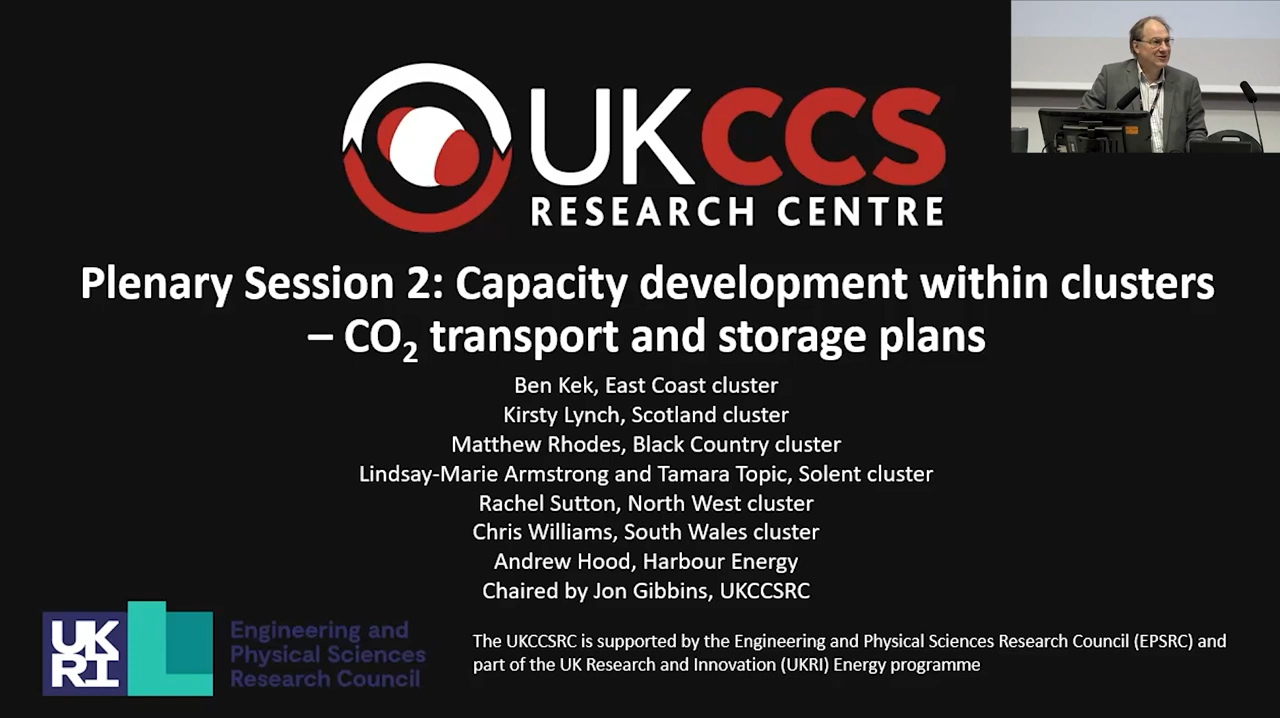 UKCCS
RESEARCH CENTRE
Plenary Session 2: Capacity development within clusters
– CO₂ transport and storage plans
Ben Kek, East Coast cluster
Kirsty Lynch, Scotland cluster
Matthew Rhodes, Black Country cluster
Lindsay-Marie Armstrong and Tamara Topic, Solent cluster
Rachel Sutton, North West cluster
Chris Williams, South Wales cluster
Andrew Hood, Harbour Energy
Chaired by Jon Gibbins, UKCCSRC
UK
RI
Engineering and
Physical Sciences
Research Council
The UKCCSRC is supported by the Engineering and Physical Sciences Research Council (EPSRC) and
part of the UK Research and Innovation (UKRI) Energy programme